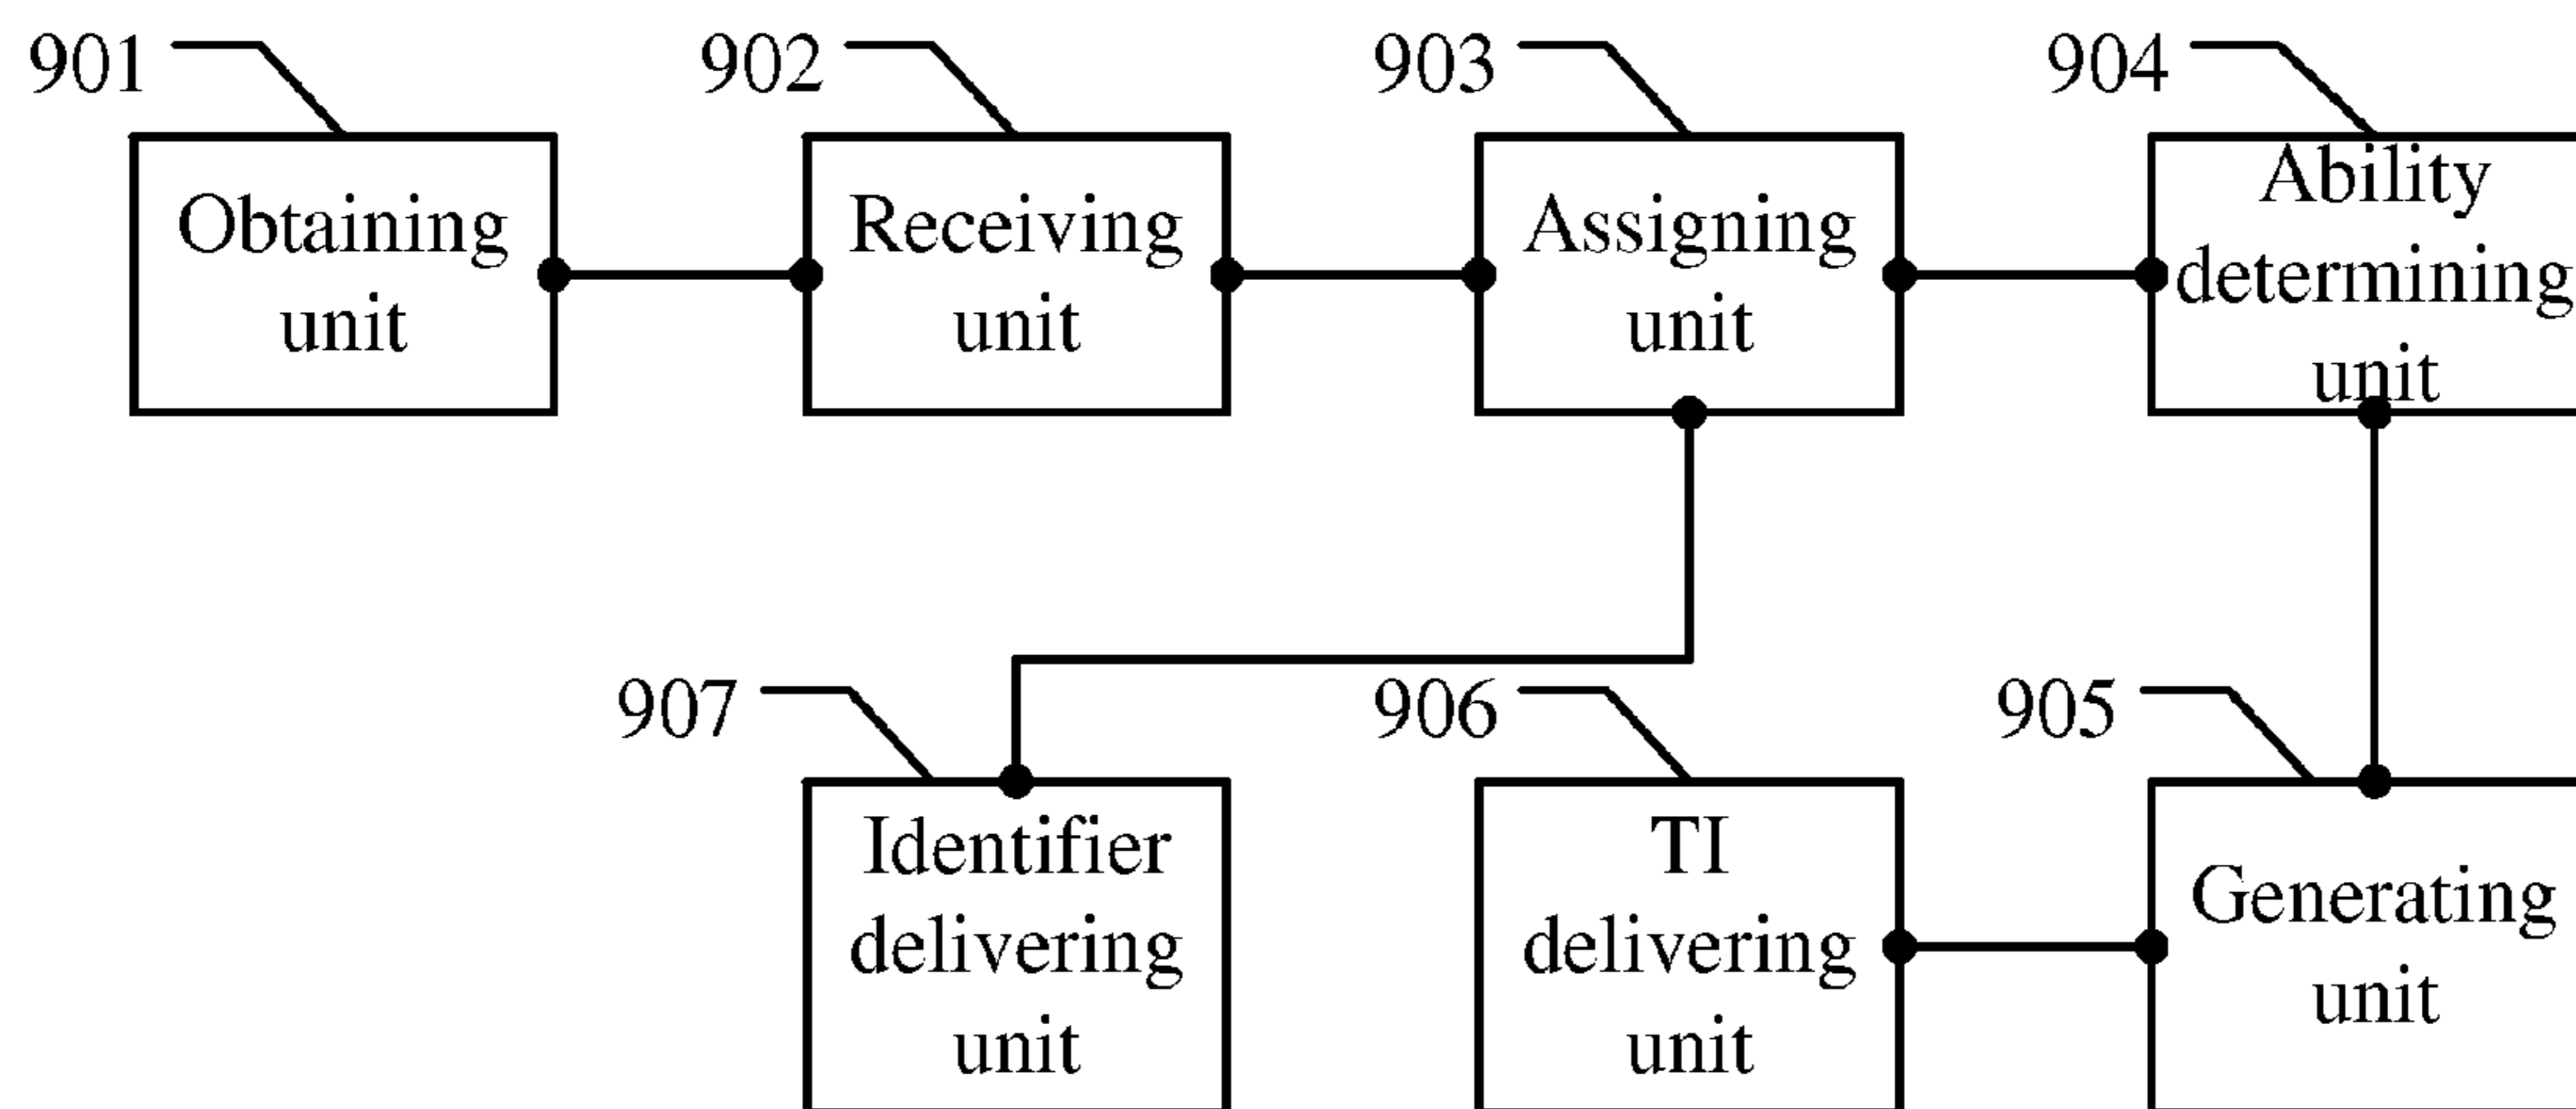 901
902
903
904
Obtaining
unit
Receiving
unit
Assigning
unit
Ability
determining
unit
907
906
905
Identifier
delivering
unit
TI
delivering
unit
Generating
unit